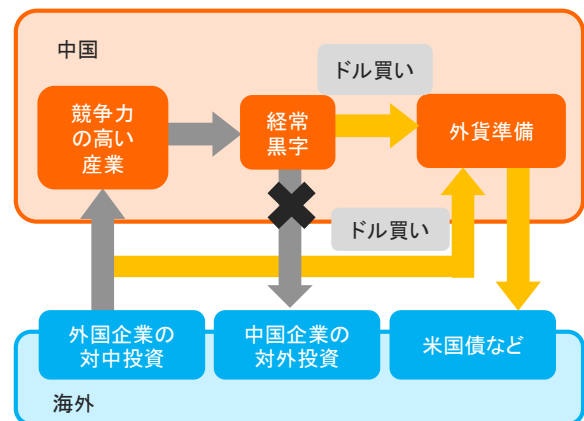 中国
ドル買い
競争力
の高い
産業
経常
黒字
外貨準備
ドル買い
外国企業の
対中投資
中国企業の
対外投資
米国債など
海外